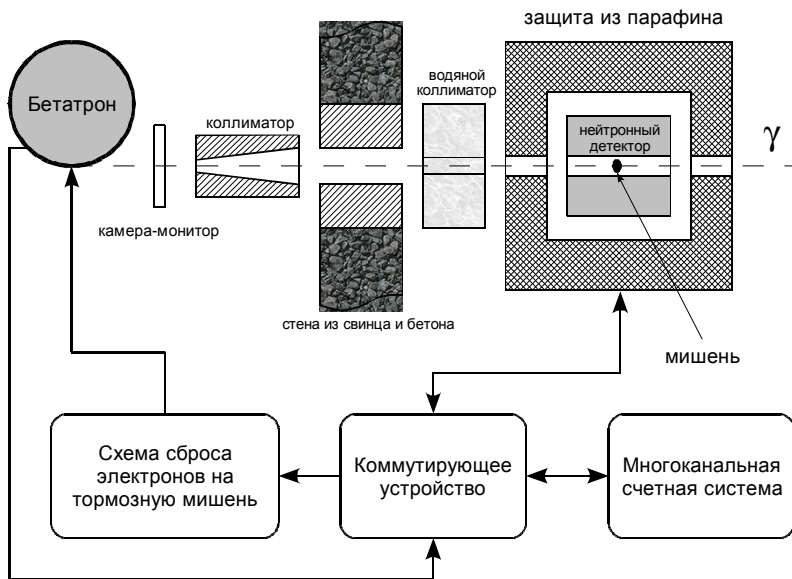 защита из парафина
Бетатрон
коллиматор
водяной
коллиматор
нейтронный
детектор
γ
камера-монитор
стена из свинца и бетона
мишень
Схема сброса
электронов на
тормозную мишень
Коммутирующее
устройство
Многоканальная
счетная система